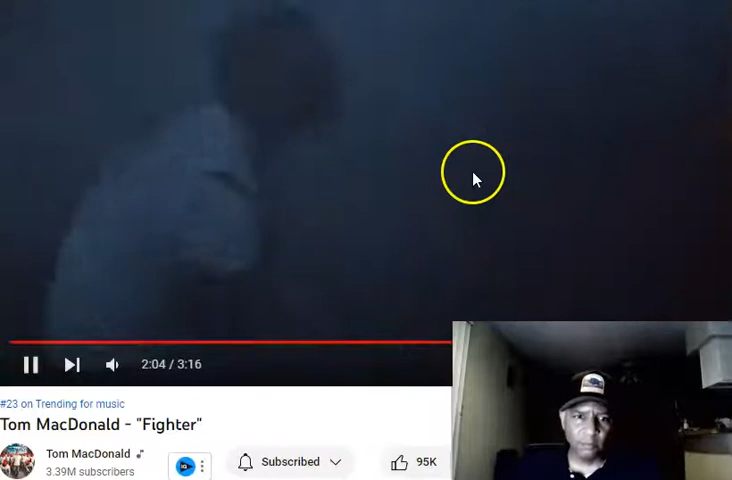 2:04 / 3:16
#23 on Trending for music
Tom MacDonald - "Fighter"
Tom MacDonald
3.39M subscribers
Subscribed
95K